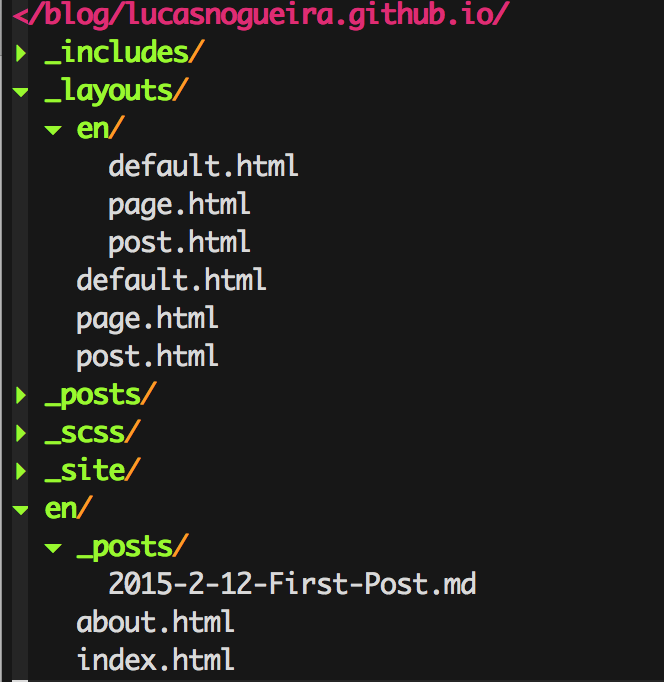 </blog/lucasnogueira.github.io/
_includes/
_layouts/
en/
default.html
page.html
post.html
default.html
page.html
post.html
_posts/
_scss/
_site/
en/
_posts/
2015-2-12-First-Post.md
about.html
index.html